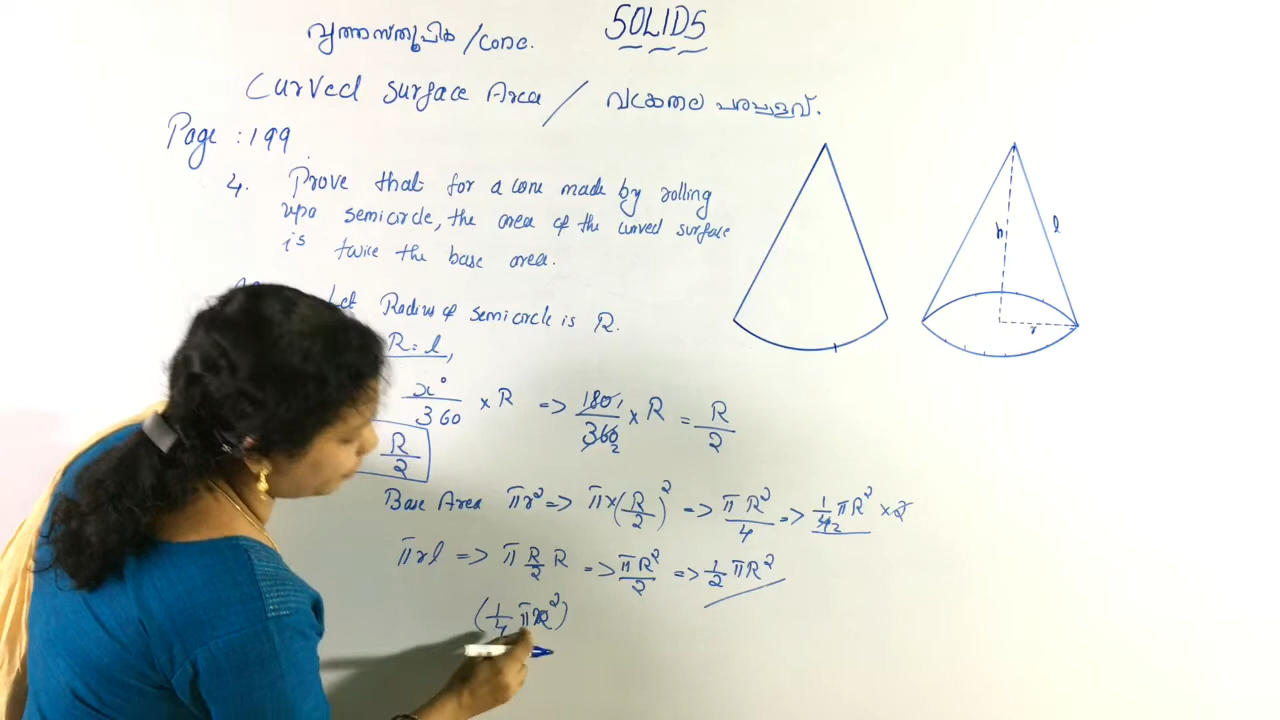 വൃത്തസ്തൂപിക /cone.
SOLIDS
Curved Surface Area / വക്രതല പരപ്പളവ്.
Page : 199
4. Prove that for a cone made by rolling
up a semicircle, the area of the curved surface
is twice the base area.
Let Radius of semicircle is R.
R = l,
x°/360 × R => 180/360 × R = R/2
R/2
Base Area πr² => π×(R/2)² => πR²/4 => 1/4 πR² × 2
πrl => π R/2 R => πR²/2 => 1/2 πR²
(1/4 πR²)
h
l
r